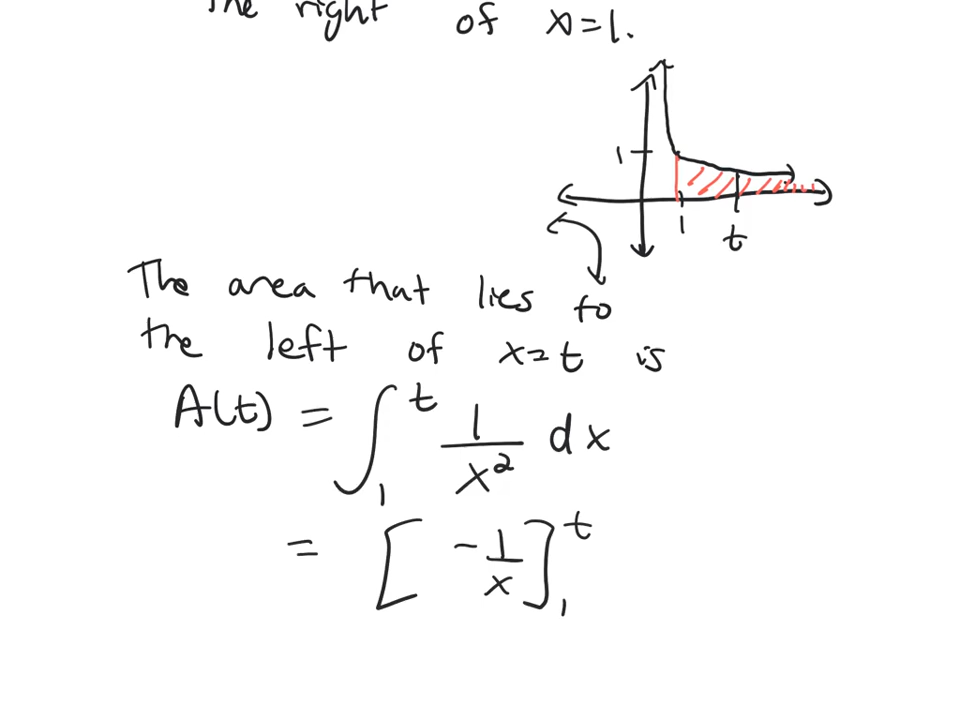 The right of x=1.
1
1
t
The area that lies to
the left of x=t is
A(t) = ∫₁ᵗ 1/x² dx
= [ -1/x ]₁ᵗ